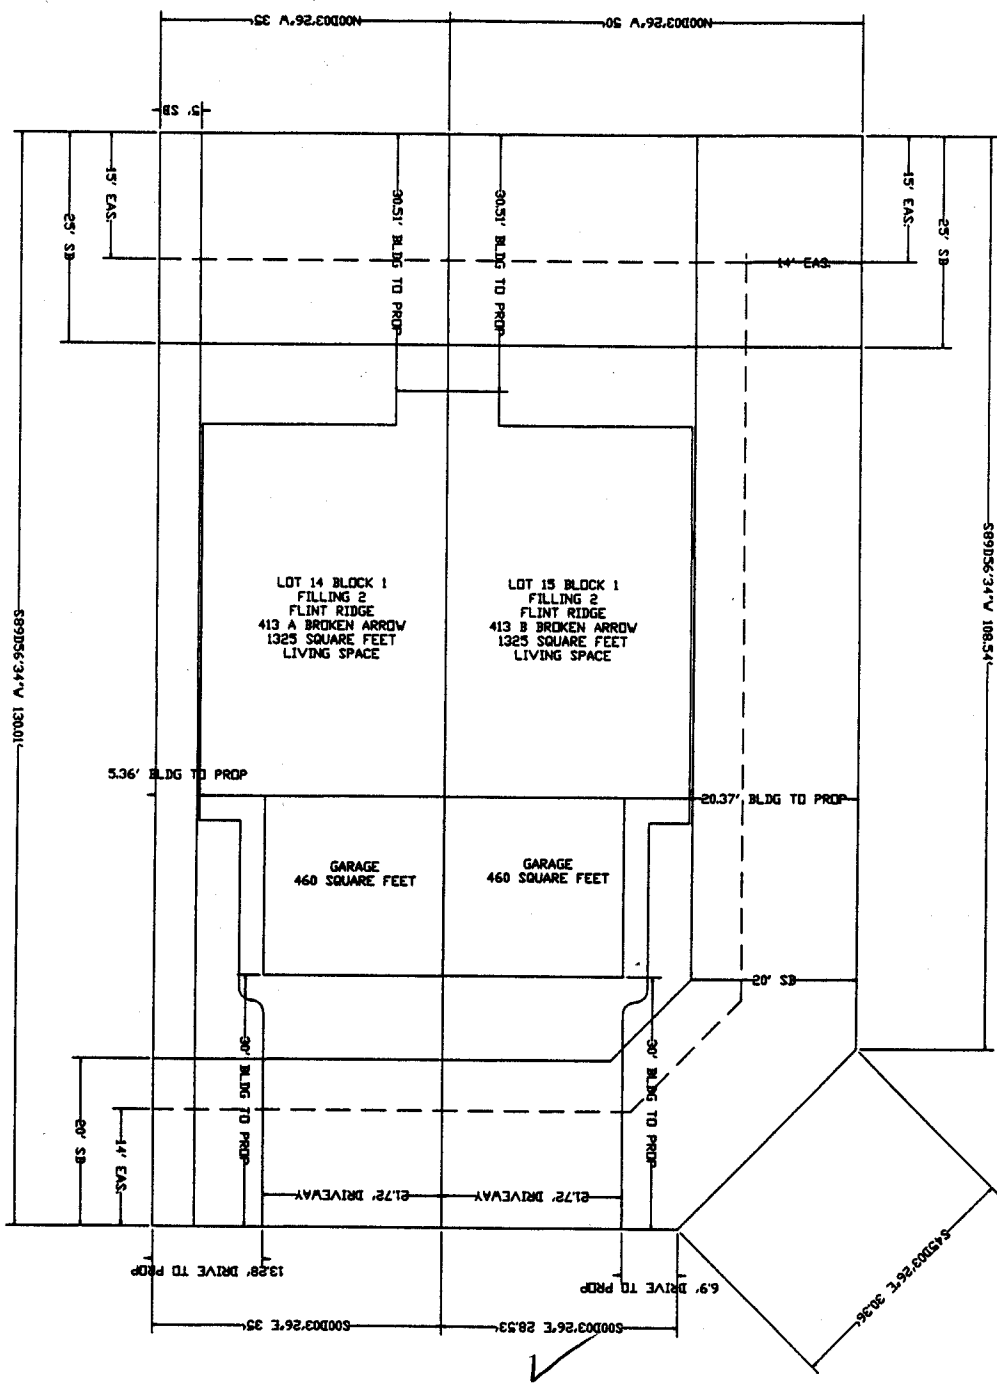 N00D03'26"W 35'
N00D03'26"W 50'
5' SB
15' EAS.
25' SB
30.51' BLDG TO PROP
30.51' BLDG TO PROP
15' EAS.
25' SB
14' EAS.
S89D56'34"W 130.01'
S89D56'34"W 108.54'
LOT 14 BLOCK 1
FILLING 2
FLINT RIDGE
413 A BROKEN ARROW
1325 SQUARE FEET
LIVING SPACE
LOT 15 BLOCK 1
FILLING 2
FLINT RIDGE
413 B BROKEN ARROW
1325 SQUARE FEET
LIVING SPACE
5.36' BLDG TO PROP
20.37' BLDG TO PROP
GARAGE
460 SQUARE FEET
GARAGE
460 SQUARE FEET
20' SB
30' BLDG TO PROP
30' BLDG TO PROP
20' SB
14' EAS.
21.72' DRIVEWAY
21.72' DRIVEWAY
13.28' DRIVE TO PROP
6.9' DRIVE TO PROP
S45D03'26"E 30.36'
S00D03'26"E 35'
S00D03'26"E 28.53'